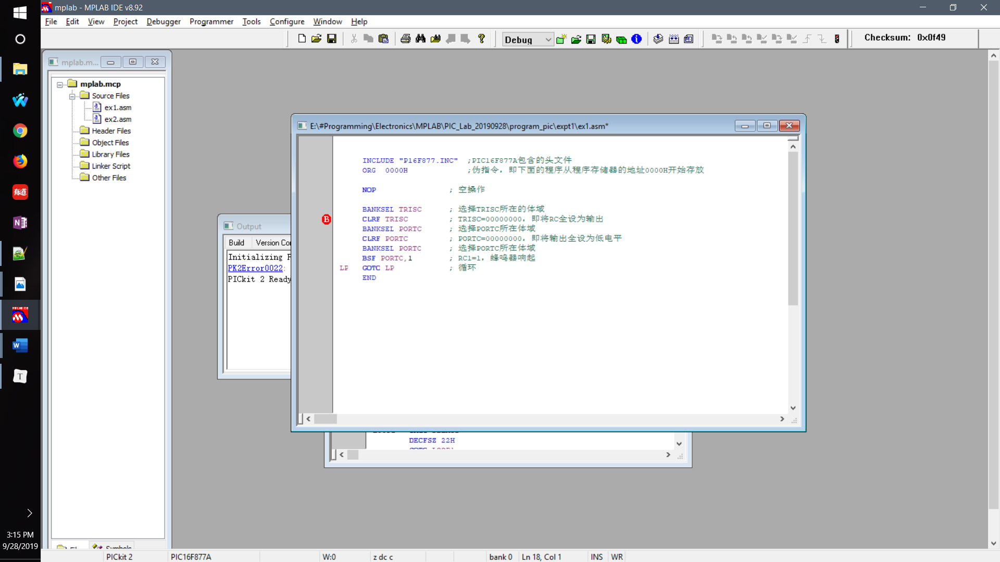 mplab - MPLAB IDE v8.92
File Edit View Project Debugger Programmer Tools Configure Window Help
Debug
Checksum: 0x0f49
mplab.m...
mplab.mcp
Source Files
ex1.asm
ex2.asm
Header Files
Object Files
Library Files
Linker Script
Other Files
Symbols
Output
Build Version Con
Initializing P
PK2Error0022:
PICkit 2 Ready
E:\#Programming\Electronics\MPLAB\PIC_Lab_20190928\program_pic\expt1\ex1.asm*
INCLUDE "P16F877.INC" ;PIC16F877A包含的头文件
ORG 0000H ;伪指令，即下面的程序从程序存储器的地址0000H开始存放
NOP ; 空操作
BANKSEL TRISC ; 选择TRISC所在的体域
B
CLRF TRISC ; TRISC=00000000，即将RC全设为输出
BANKSEL PORTC ; 选择PORTC所在体域
CLRF PORTC ; PORTC=00000000，即将输出全设为低电平
BANKSEL PORTC ; 选择PORTC所在体域
BSF PORTC,1 ; RC1=1，蜂鸣器响起
LP GOTO LP ; 循环
END
DECFSZ 22H
有道
N
MPLAB IDE
W
T
3:15 PM
9/28/2019
PICkit 2 PIC16F877A W:0 z dc c bank 0 Ln 18, Col 1 INS WR